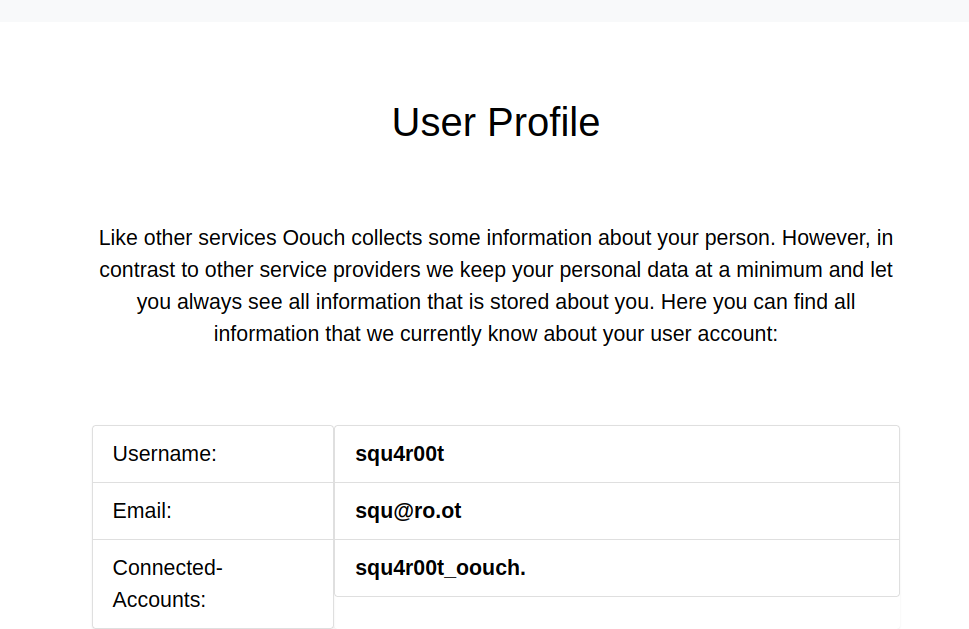 User Profile
Like other services Oouch collects some information about your person. However, in
contrast to other service providers we keep your personal data at a minimum and let
you always see all information that is stored about you. Here you can find all
information that we currently know about your user account:
Username: squ4r00t
Email: squ@ro.ot
Connected- squ4r00t_oouch.
Accounts: